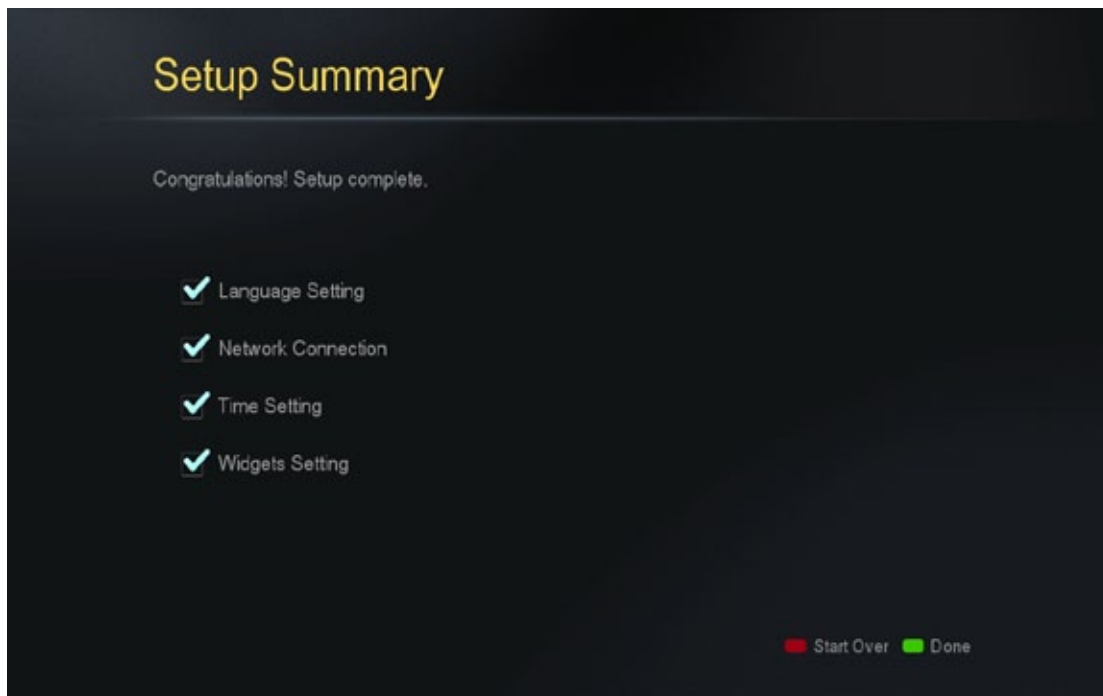 Setup Summary
Congratulations! Setup complete.
Language Setting
Network Connection
Time Setting
Widgets Setting
Start Over Done